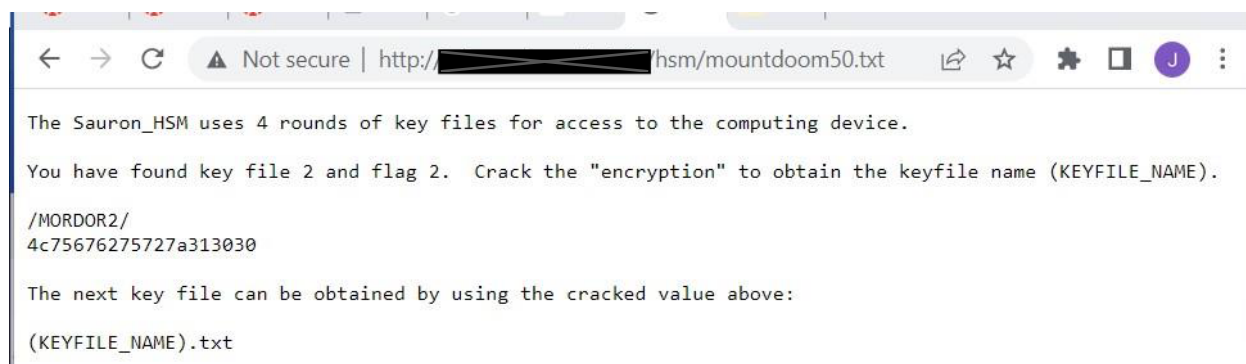 Not secure | http:// /hsm/mountdoom50.txt J
The Sauron_HSM uses 4 rounds of key files for access to the computing device.
You have found key file 2 and flag 2. Crack the "encryption" to obtain the keyfile name (KEYFILE_NAME).
/MORDOR2/
4c75676275727a313030
The next key file can be obtained by using the cracked value above:
(KEYFILE_NAME).txt